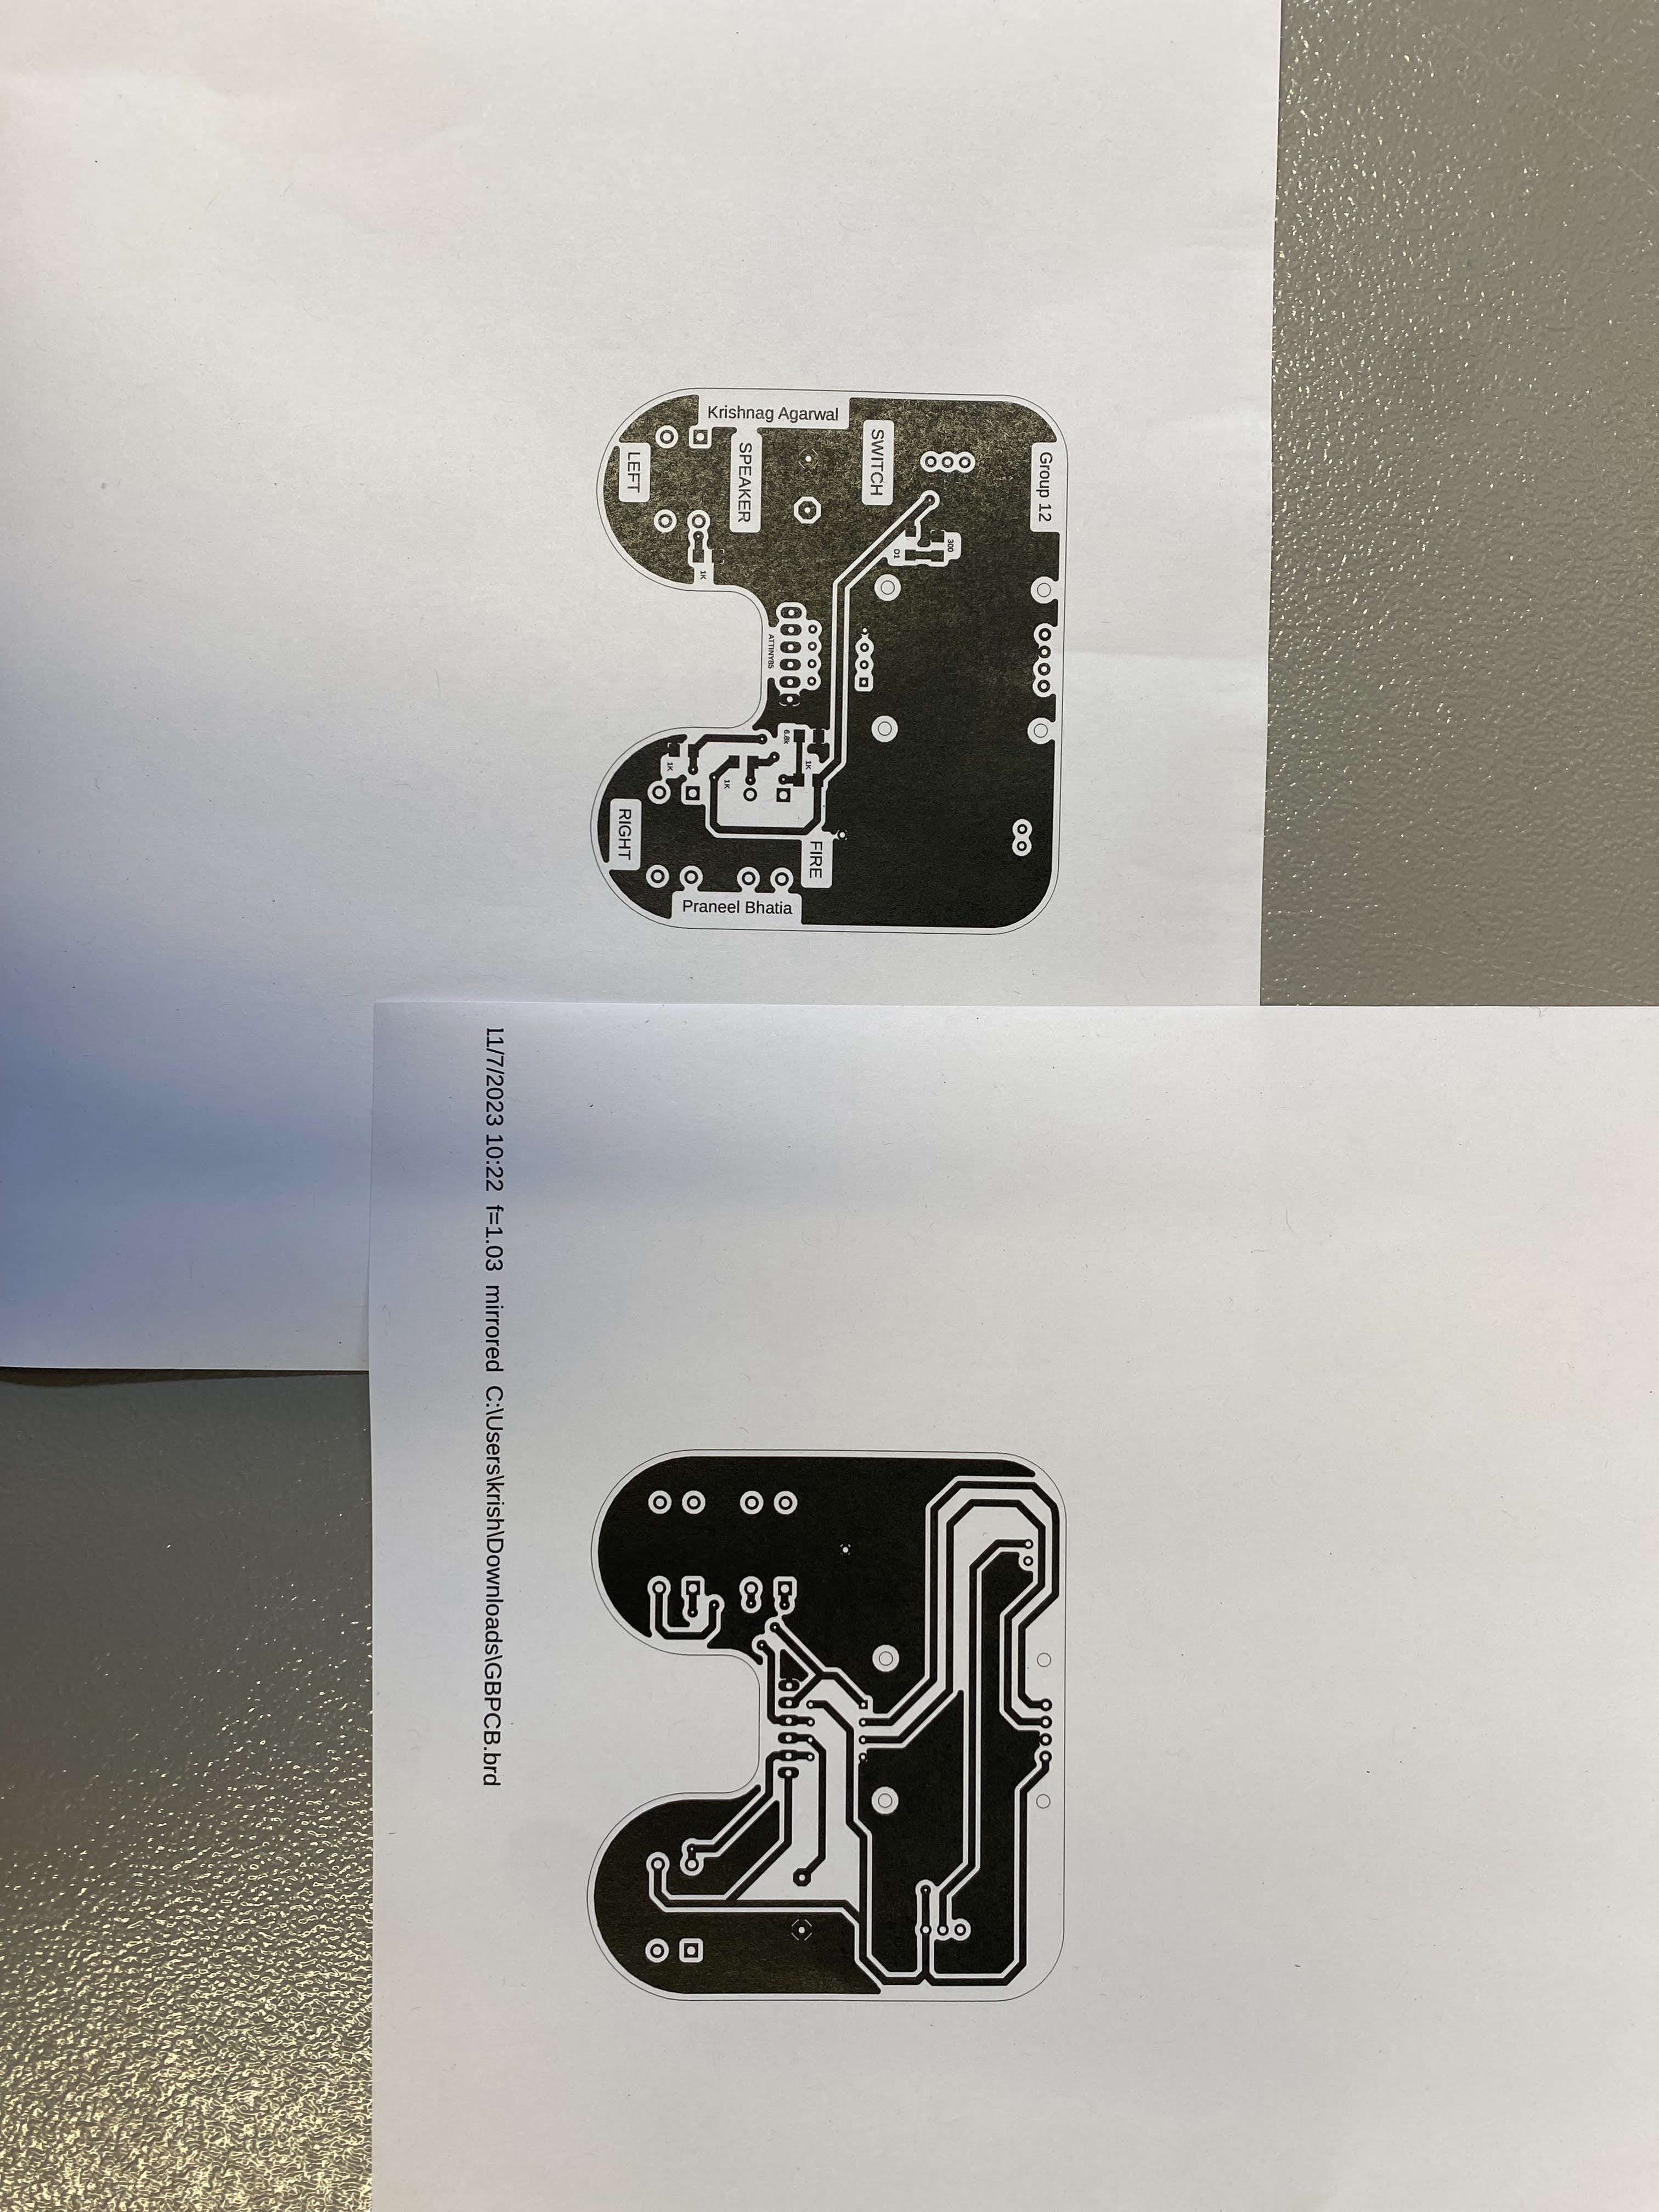 Krishnag Agarwal
Group 12
SWITCH
SPEAKER
LEFT
300
D1
1K
ATTINY85
6.8k
1K
1K
1K
FIRE
RIGHT
Praneel Bhatia
11/7/2023 10:22 f=1.03 mirrored C:\Users\krish\Downloads\GBPCB.brd